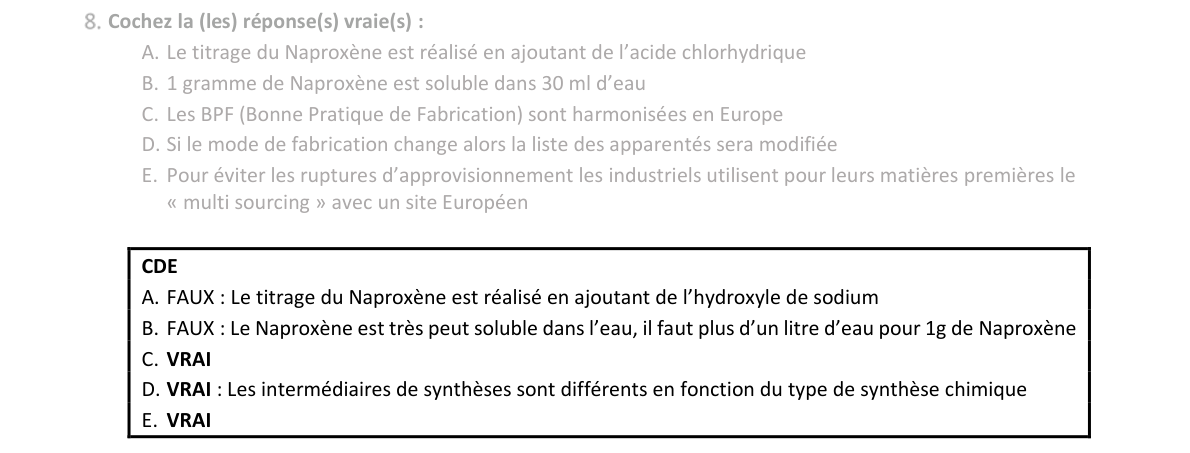 8. Cochez la (les) réponse(s) vraie(s) :
A. Le titrage du Naproxène est réalisé en ajoutant de l’acide chlorhydrique
B. 1 gramme de Naproxène est soluble dans 30 ml d’eau
C. Les BPF (Bonne Pratique de Fabrication) sont harmonisées en Europe
D. Si le mode de fabrication change alors la liste des apparentés sera modifiée
E. Pour éviter les ruptures d’approvisionnement les industriels utilisent pour leurs matières premières le
« multi sourcing » avec un site Européen
CDE
A. FAUX : Le titrage du Naproxène est réalisé en ajoutant de l’hydroxyle de sodium
B. FAUX : Le Naproxène est très peut soluble dans l’eau, il faut plus d’un litre d’eau pour 1g de Naproxène
C. VRAI
D. VRAI : Les intermédiaires de synthèses sont différents en fonction du type de synthèse chimique
E. VRAI